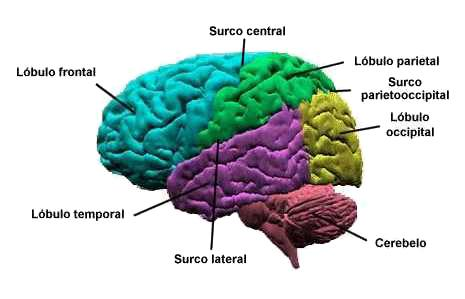 Surco central
Lóbulo parietal
Lóbulo frontal
Surco
parietooccipital
Lóbulo
occipital
Lóbulo temporal
Cerebelo
Surco lateral